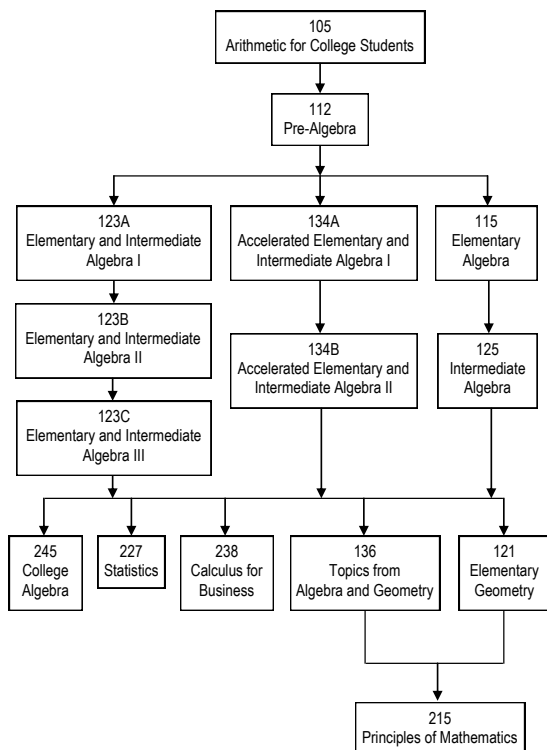 105
Arithmetic for College Students
112
Pre-Algebra
123A
Elementary and Intermediate
Algebra I
134A
Accelerated Elementary and
Intermediate Algebra I
115
Elementary
Algebra
123B
Elementary and Intermediate
Algebra II
134B
Accelerated Elementary and
Intermediate Algebra II
125
Intermediate
Algebra
123C
Elementary and Intermediate
Algebra III
245
College
Algebra
227
Statistics
238
Calculus for
Business
136
Topics from
Algebra and Geometry
121
Elementary
Geometry
215
Principles of Mathematics